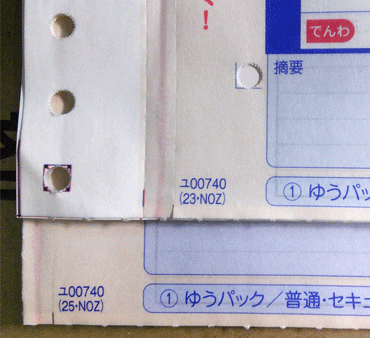 ！
でんわ
摘要
ユ00740
(23・NOZ)
① ゆうパッ
ユ00740
(25・NOZ)
① ゆうパック／普通・セキュ